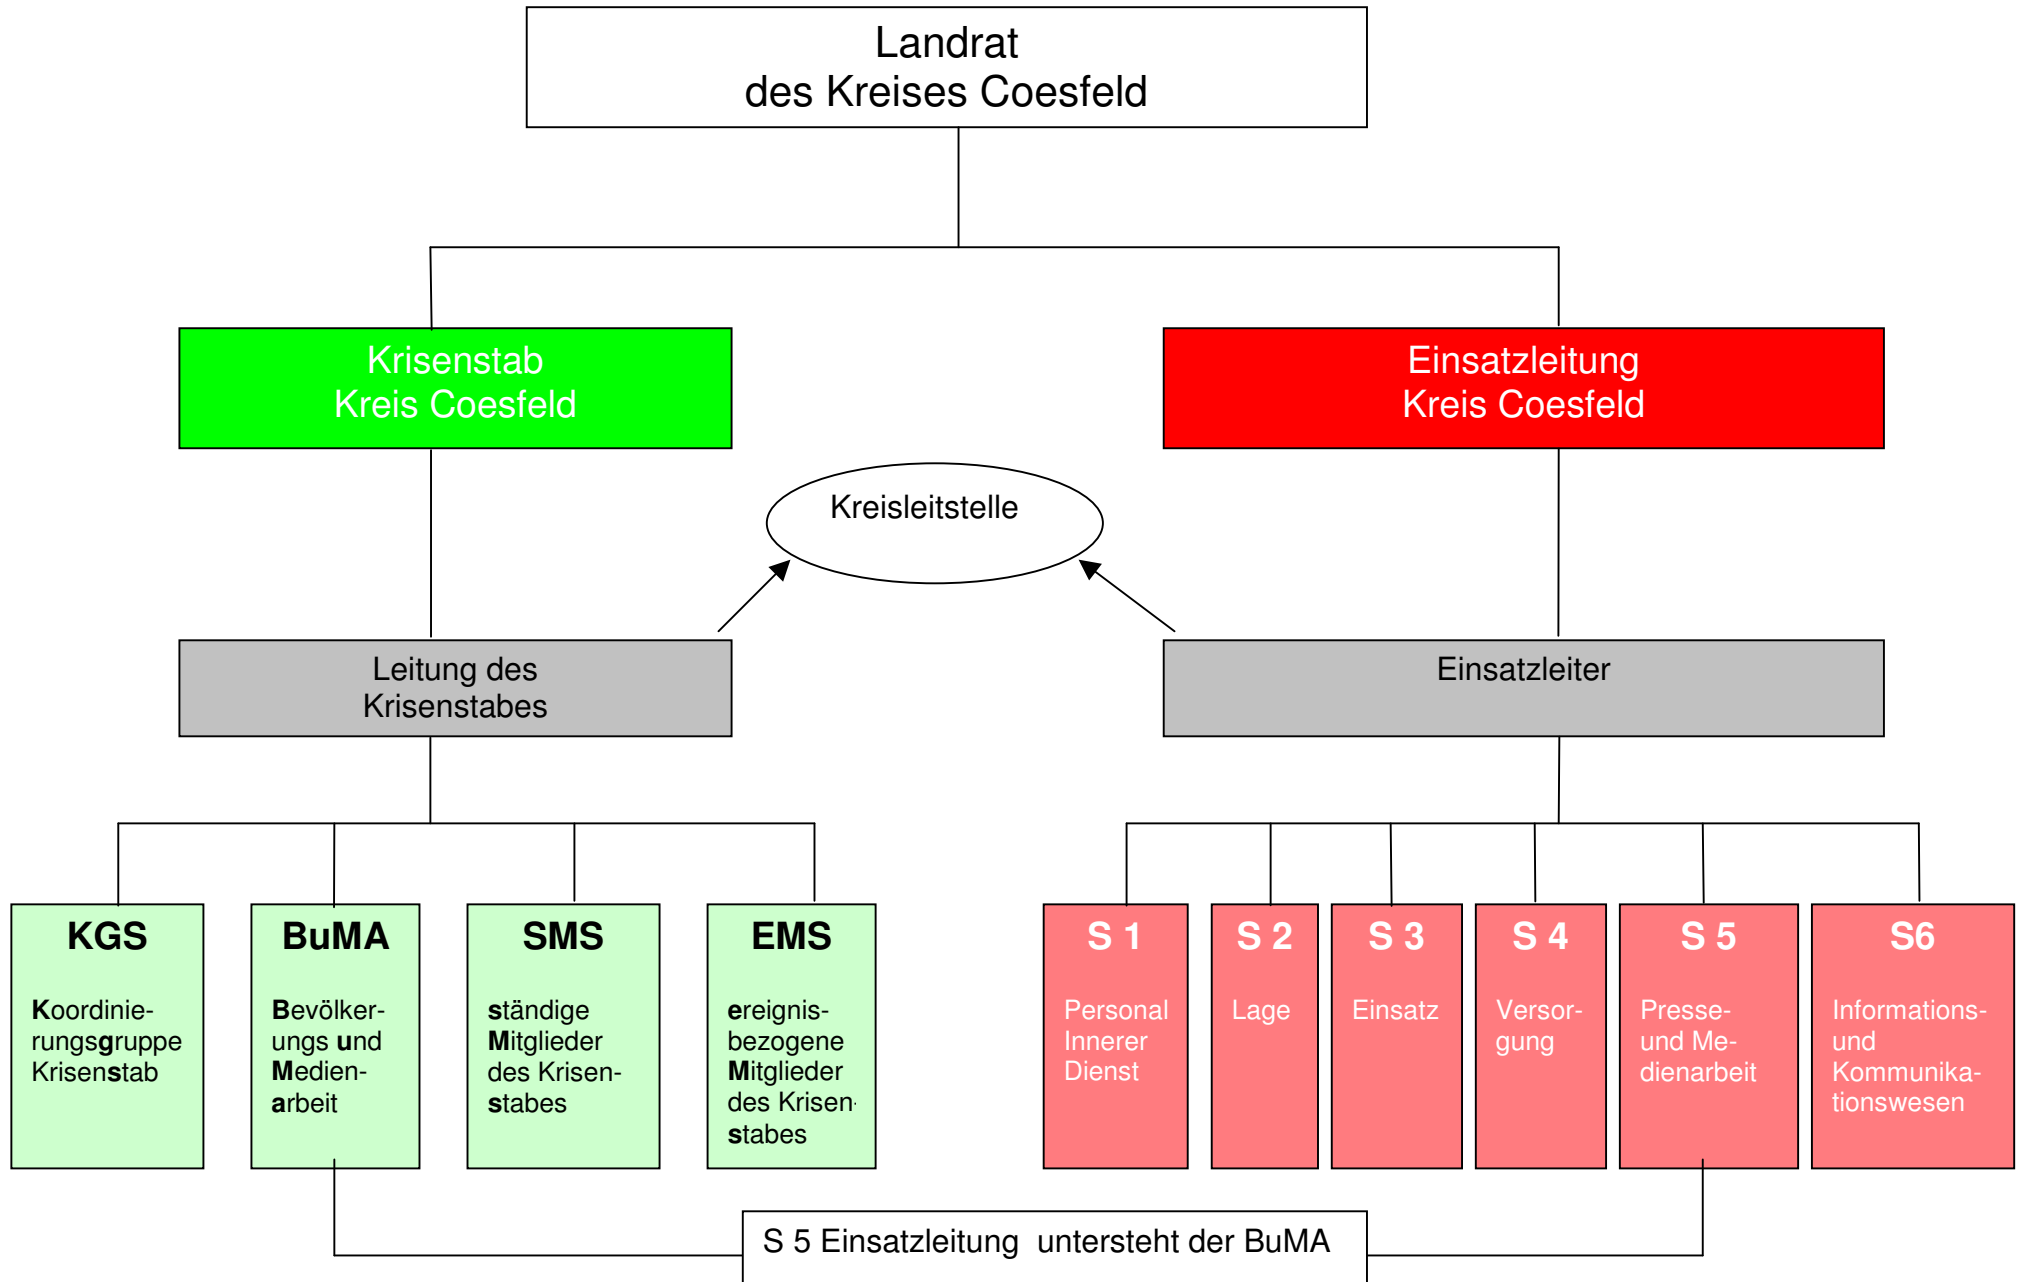 Landrat
des Kreises Coesfeld
Krisenstab
Kreis Coesfeld
Einsatzleitung
Kreis Coesfeld
Kreisleitstelle
Leitung des
Krisenstabes
Einsatzleiter
KGS
Koordinie-
rungsgruppe
Krisenstab
BuMA
Bevölker-
ungs und
Medien-
arbeit
SMS
ständige
Mitglieder
des Krisen-
stabes
EMS
ereignis-
bezogene
Mitglieder
des Krisen-
stabes
S 1
Personal
Innerer
Dienst
S 2
Lage
S 3
Einsatz
S 4
Versor-
gung
S 5
Presse-
und Me-
dienarbeit
S6
Informations-
und
Kommunika-
tionswesen
S 5 Einsatzleitung untersteht der BuMA